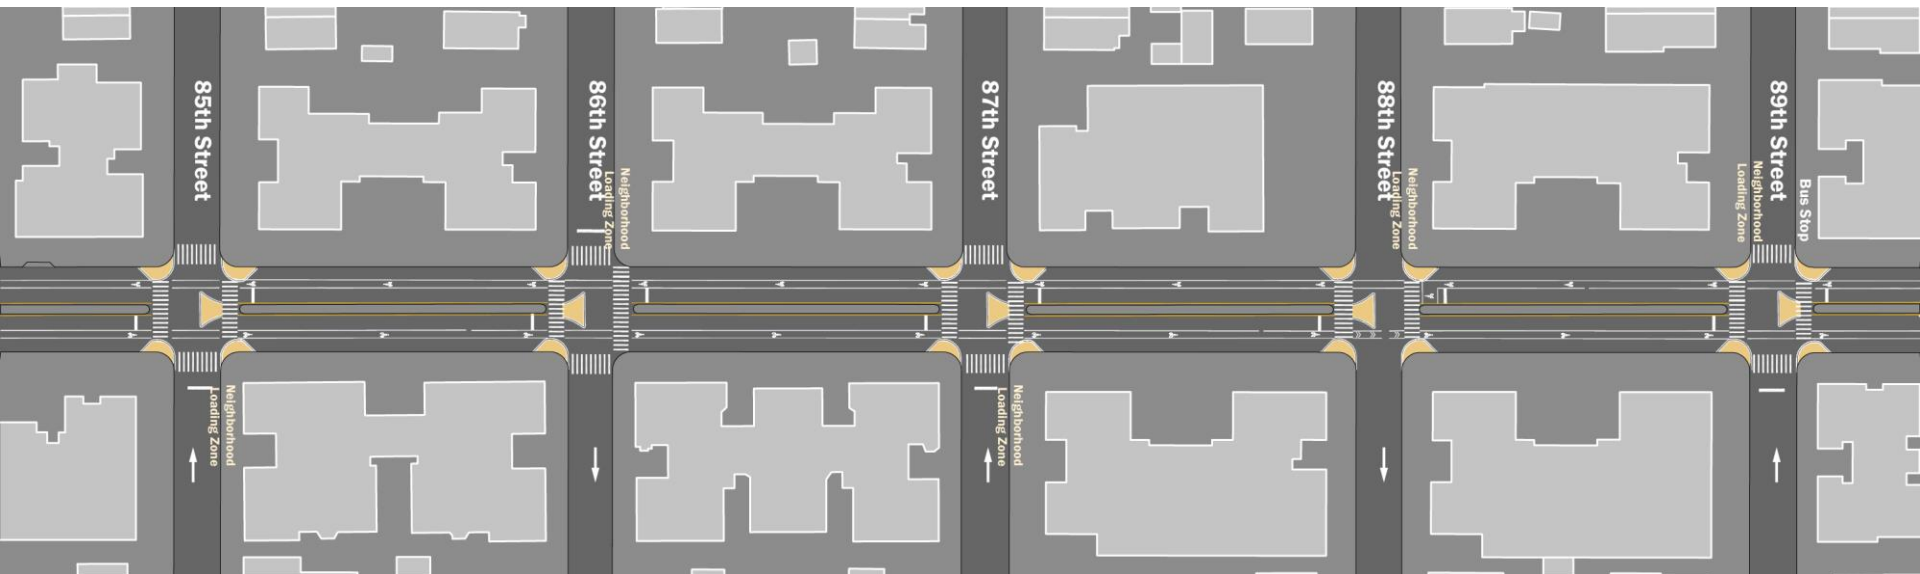 85th Street
86th Street
87th Street
88th Street
89th Street
Neighborhood
Loading Zone
Neighborhood
Loading Zone
Neighborhood
Loading Zone
Bus Stop
Neighborhood
Loading Zone
Neighborhood
Loading Zone